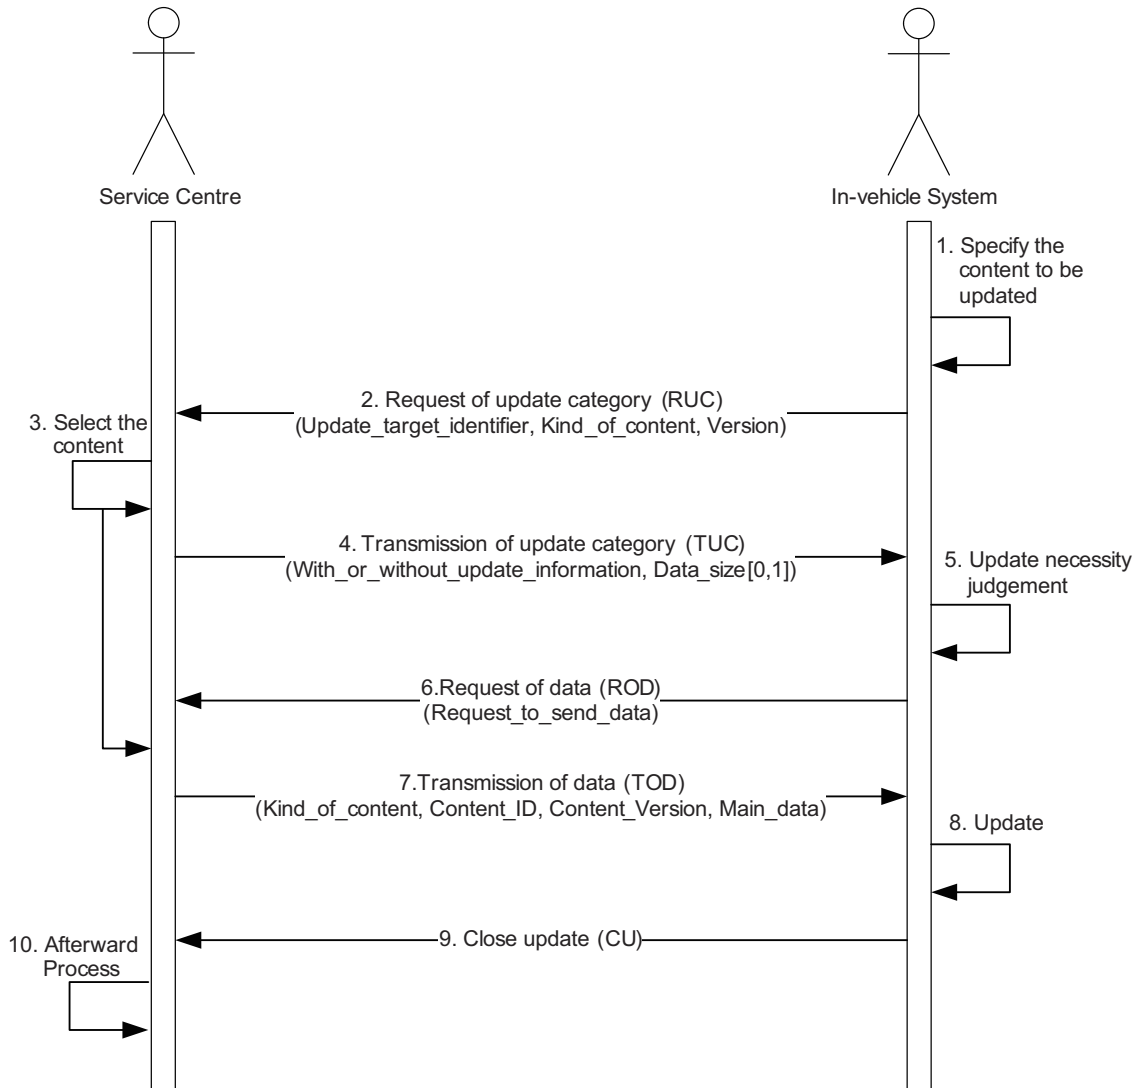 Service Centre
In-vehicle System
1. Specify the
content to be
updated
2. Request of update category (RUC)
(Update_target_identifier, Kind_of_content, Version)
3. Select the
content
4. Transmission of update category (TUC)
(With_or_without_update_information, Data_size[0,1])
5. Update necessity
judgement
6.Request of data (ROD)
(Request_to_send_data)
7.Transmission of data (TOD)
(Kind_of_content, Content_ID, Content_Version, Main_data)
8. Update
9. Close update (CU)
10. Afterward
Process